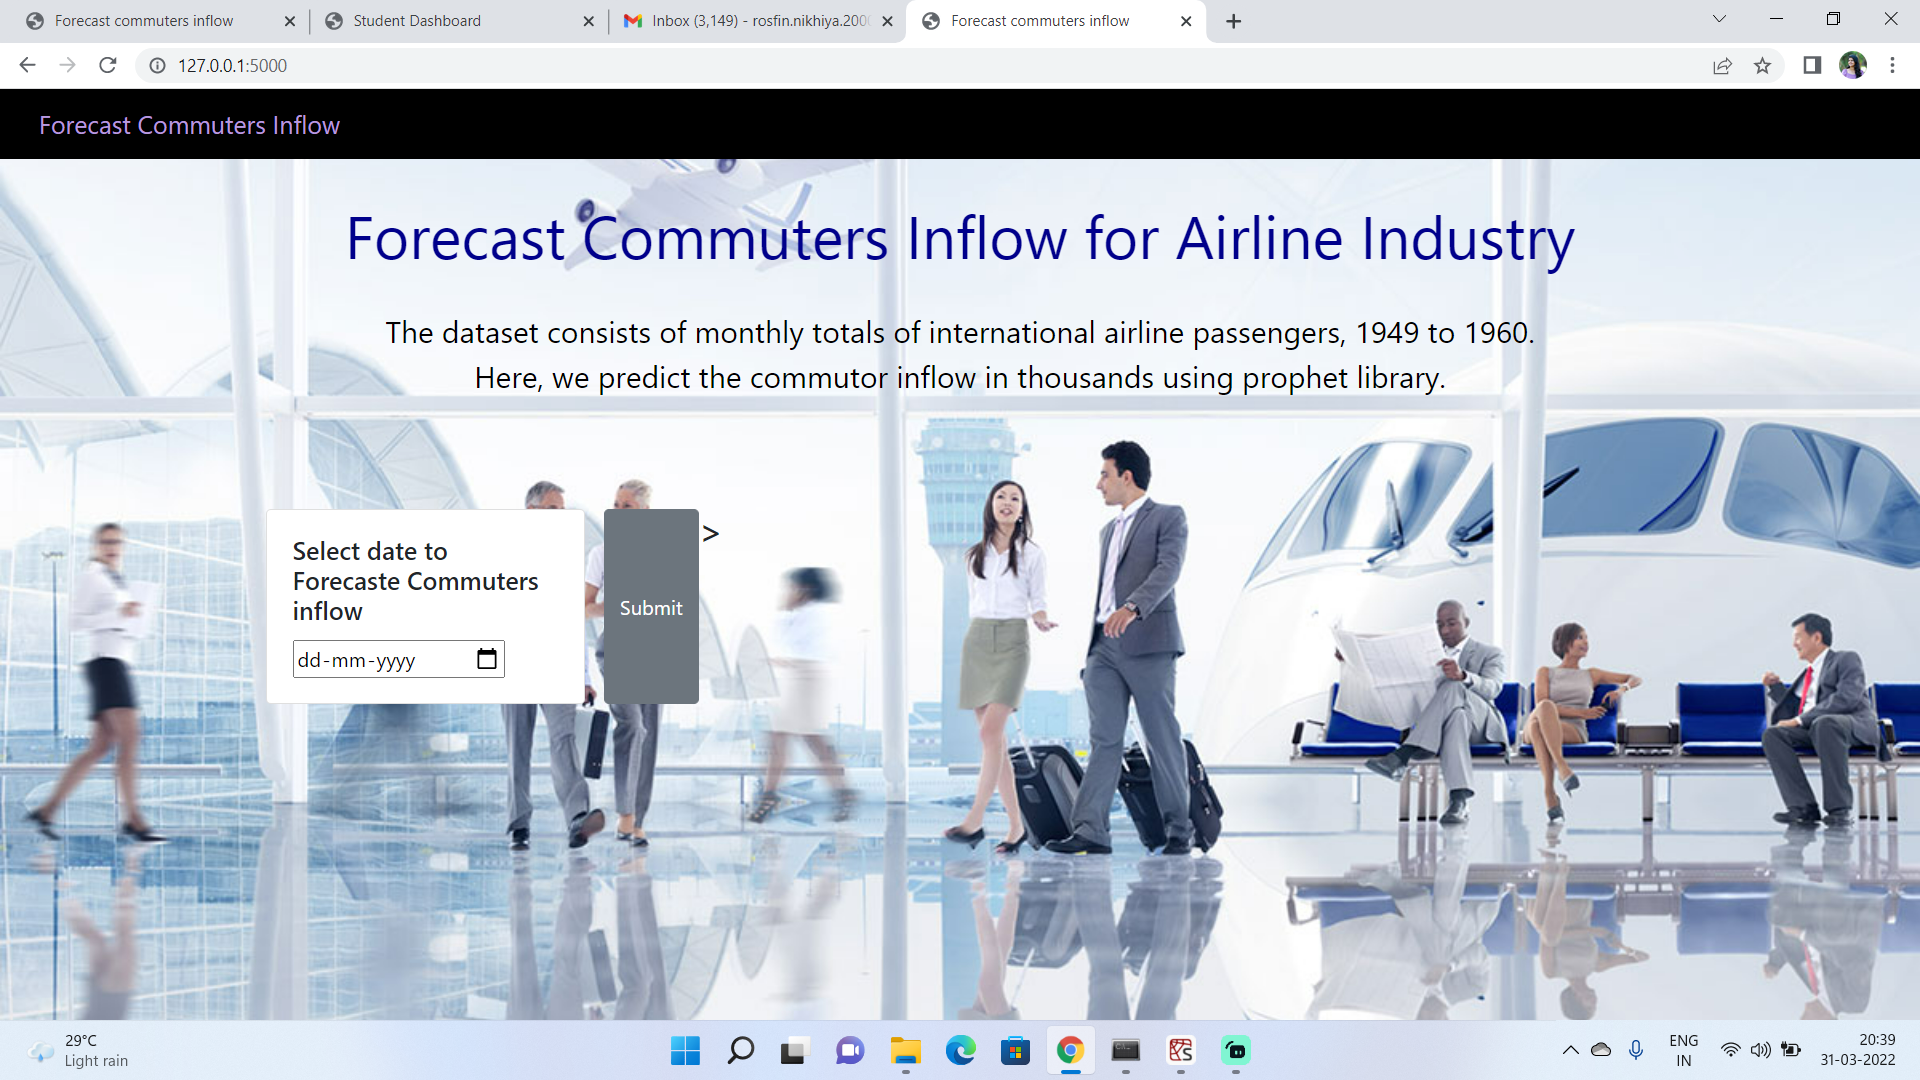 Forecast commuters inflow
Student Dashboard
Inbox (3,149) - rosfin.nikhiya.200
Forecast commuters inflow
127.0.0.1:5000
Forecast Commuters Inflow
Forecast Commuters Inflow for Airline Industry
The dataset consists of monthly totals of international airline passengers, 1949 to 1960.
Here, we predict the commutor inflow in thousands using prophet library.
Select date to
Forecaste Commuters
inflow
dd-mm-yyyy
Submit
>
29°C
Light rain
ENG
IN
20:39
31-03-2022